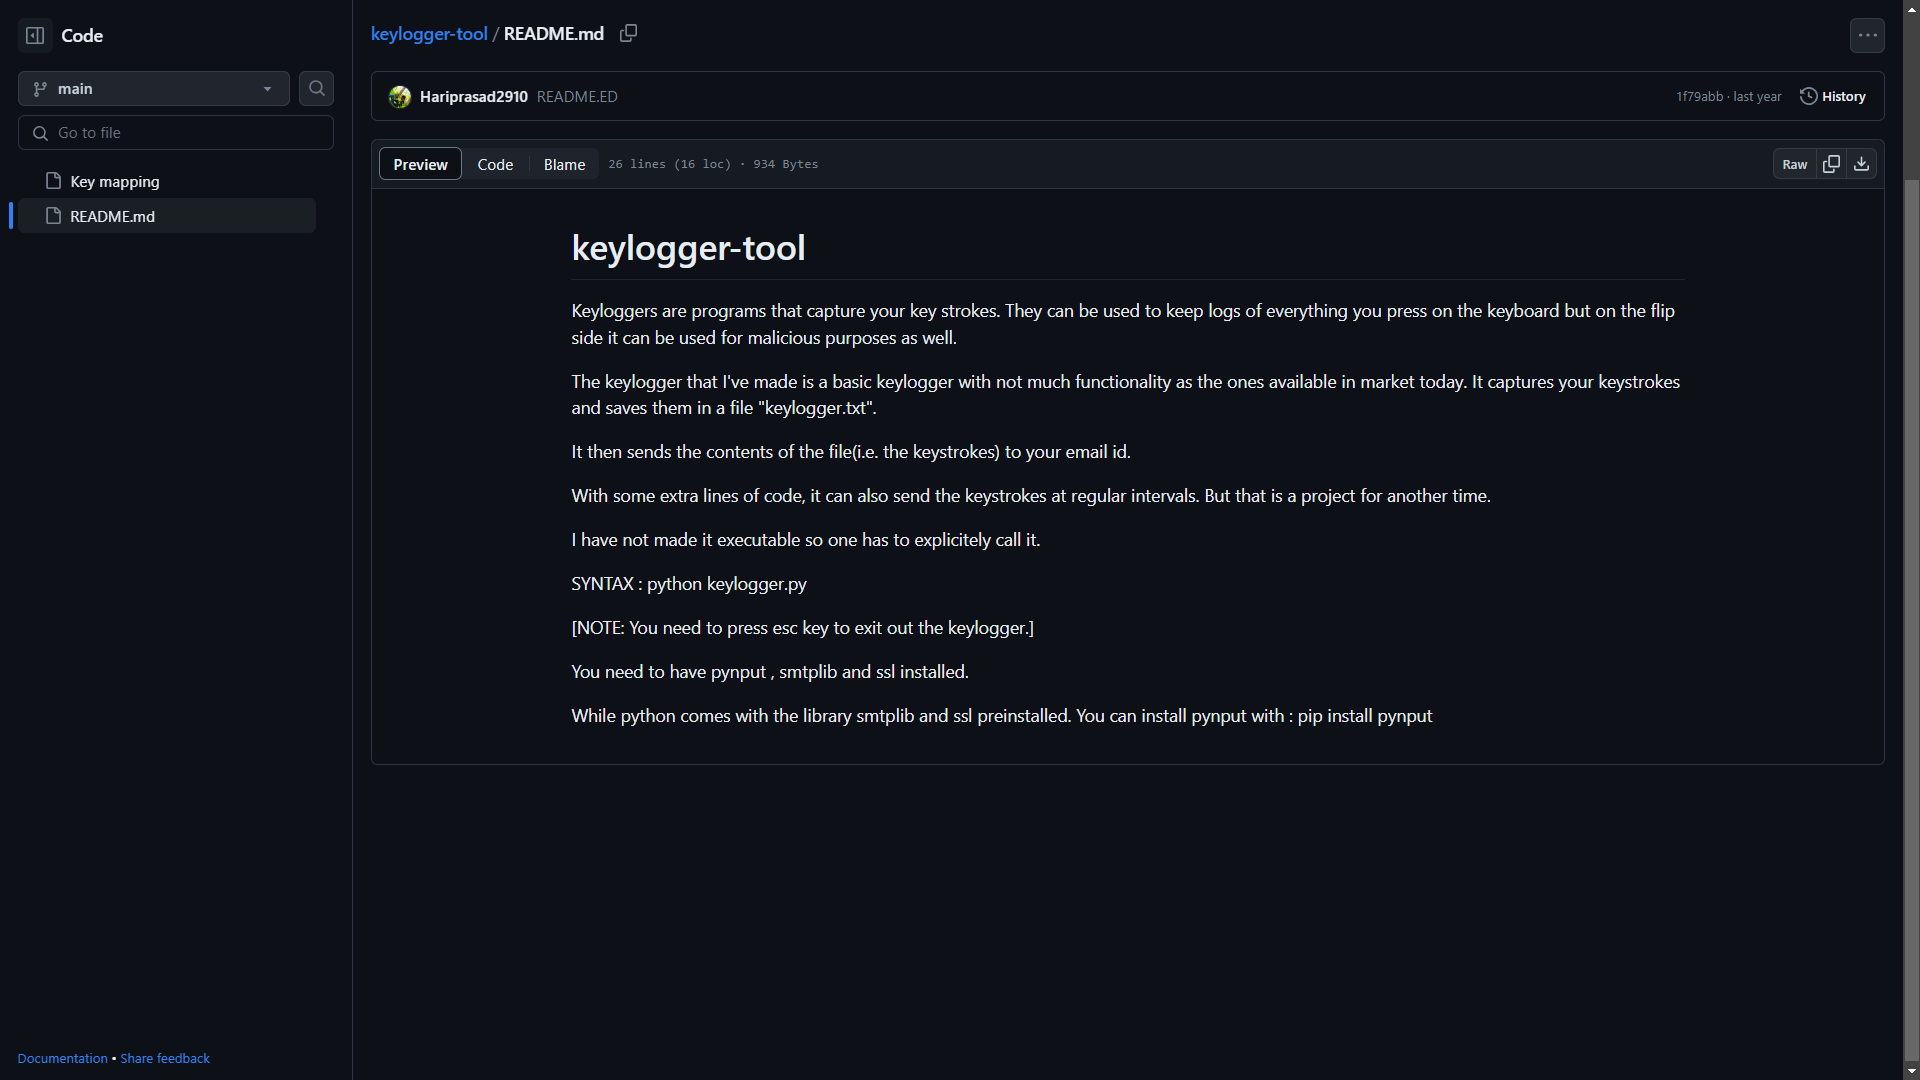 Code
main
Go to file
Key mapping
README.md
Documentation • Share feedback
keylogger-tool / README.md
Hariprasad2910 README.ED
1f79abb · last year
History
Preview Code Blame 26 lines (16 loc) · 934 Bytes
Raw
keylogger-tool
Keyloggers are programs that capture your key strokes. They can be used to keep logs of everything you press on the keyboard but on the flip
side it can be used for malicious purposes as well.
The keylogger that I've made is a basic keylogger with not much functionality as the ones available in market today. It captures your keystrokes
and saves them in a file "keylogger.txt".
It then sends the contents of the file(i.e. the keystrokes) to your email id.
With some extra lines of code, it can also send the keystrokes at regular intervals. But that is a project for another time.
I have not made it executable so one has to explicitely call it.
SYNTAX : python keylogger.py
[NOTE: You need to press esc key to exit out the keylogger.]
You need to have pynput , smtplib and ssl installed.
While python comes with the library smtplib and ssl preinstalled. You can install pynput with : pip install pynput